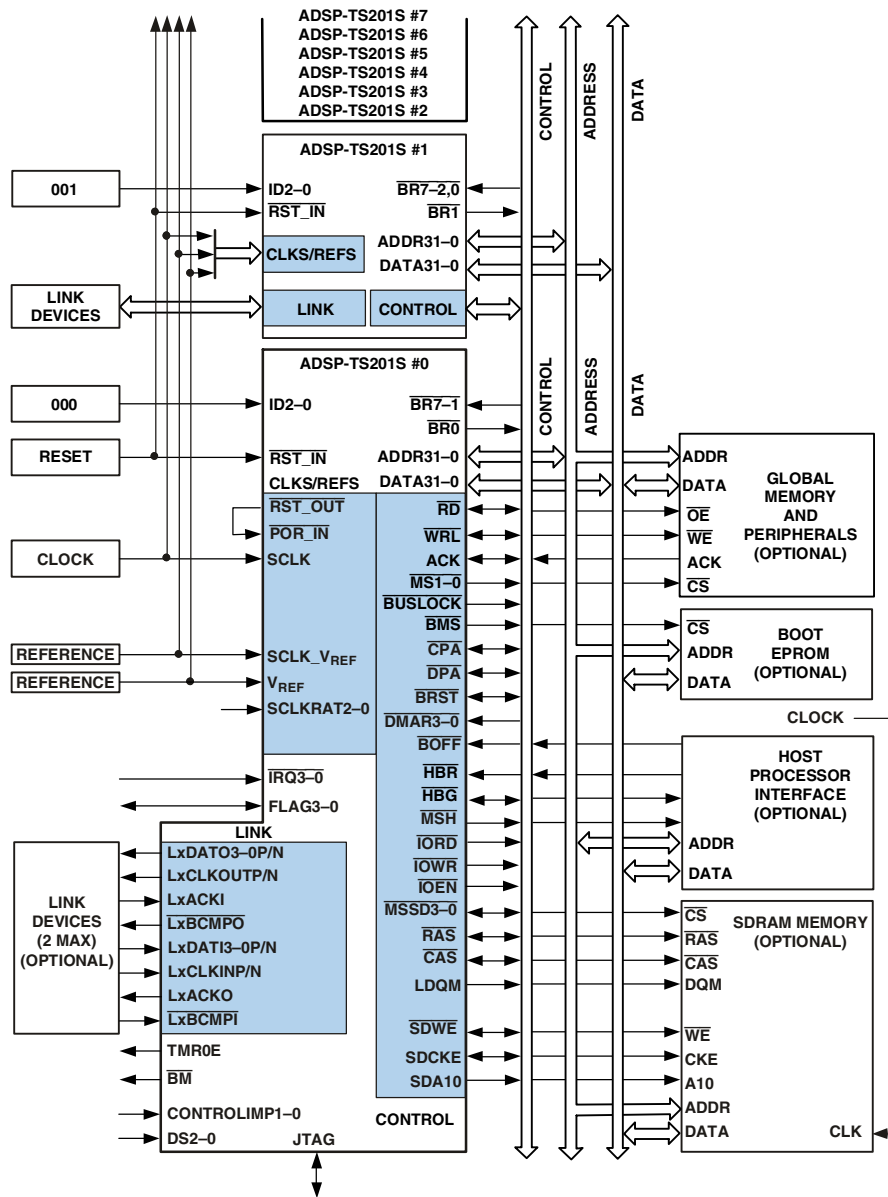 ADSP-TS201S #7
ADSP-TS201S #6
ADSP-TS201S #5
ADSP-TS201S #4
ADSP-TS201S #3
ADSP-TS201S #2
CONTROL
ADDRESS
DATA
ADSP-TS201S #1
001
ID2–0
BR7–2,0
RST_IN
BR1
ADDR31–0
CLKS/REFS
DATA31–0
LINK
DEVICES
LINK
CONTROL
ADSP-TS201S #0
CONTROL
ADDRESS
DATA
000
ID2–0
BR7–1
BR0
RESET
RST_IN
ADDR31–0
CLKS/REFS
DATA31–0
RST_OUT
RD
POR_IN
WRL
CLOCK
SCLK
ACK
MS1–0
BUSLOCK
BMS
REFERENCE
SCLK_VREF
CPA
REFERENCE
VREF
DPA
SCLKRAT2–0
BRST
DMAR3–0
BOFF
IRQ3–0
HBR
FLAG3–0
HBG
MSH
LINK
IORD
IOWR
IOEN
MSSD3–0
RAS
CAS
LDQM
SDWE
SDCKE
SDA10
CONTROL
LINK
DEVICES
(2 MAX)
(OPTIONAL)
LxDATO3–0P/N
LxCLKOUTP/N
LxACKI
LxBCMPO
LxDATI3–0P/N
LxCLKINP/N
LxACKO
LxBCMPI
TMR0E
BM
CONTROLIMP1–0
DS2–0
JTAG
ADDR
DATA
OE
WE
ACK
CS
GLOBAL
MEMORY
AND
PERIPHERALS
(OPTIONAL)
CS
ADDR
DATA
BOOT
EPROM
(OPTIONAL)
CLOCK
HOST
PROCESSOR
INTERFACE
(OPTIONAL)
ADDR
DATA
SDRAM MEMORY
(OPTIONAL)
CS
RAS
CAS
DQM
WE
CKE
A10
ADDR
DATA
CLK